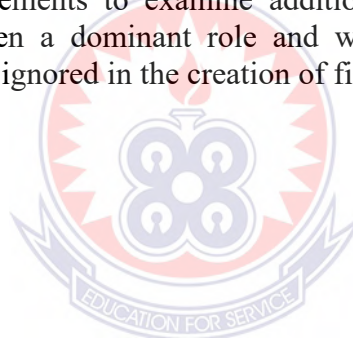 ements to examine additio
en a dominant role and w
ignored in the creation of fi
EDUCATION FOR SERVICE